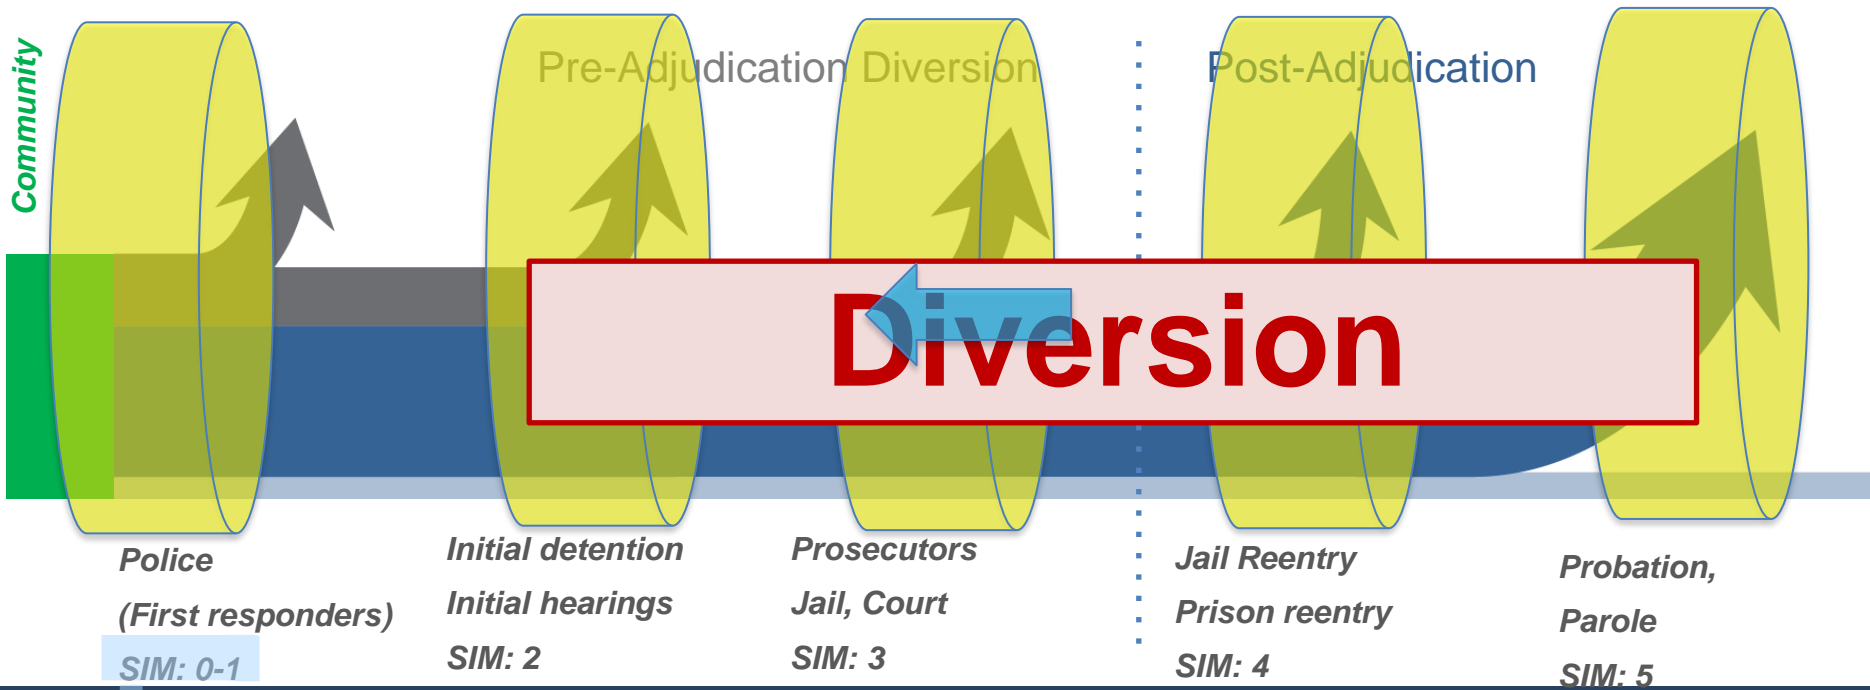 Community
Pre-Adjudication Diversion
Post-Adjudication
Diversion
Police
(First responders)
SIM: 0-1
Initial detention
Initial hearings
SIM: 2
Prosecutors
Jail, Court
SIM: 3
Jail Reentry
Prison reentry
SIM: 4
Probation,
Parole
SIM: 5